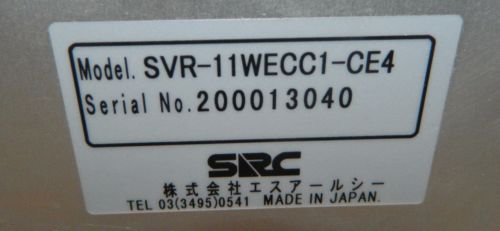 Model. SVR-11WECC1-CE4
Serial No. 200013040
SRC
株式会社エスアールシー
TEL 03(3495)0541 MADE IN JAPAN.